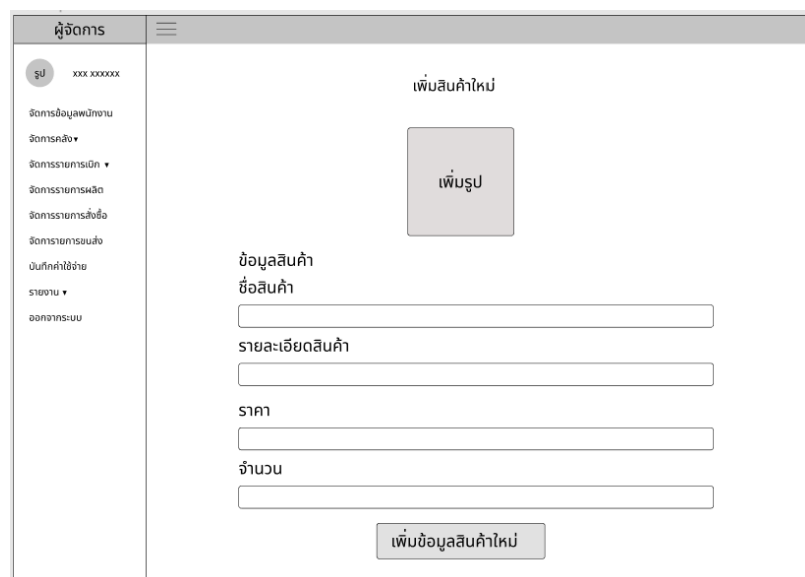 ผู้จัดการ
รูป xxx xxxxxx
จัดการข้อมูลพนักงาน
จัดการคลัง▾
จัดการรายการเบิก ▾
จัดการรายการผลิต
จัดการรายการสั่งซื้อ
จัดการายการขนส่ง
บันทึกค่าใช้จ่าย
รายงาน ▾
ออกจากระบบ
เพิ่มสินค้าใหม่
เพิ่มรูป
ข้อมูลสินค้า
ชื่อสินค้า
รายละเอียดสินค้า
ราคา
จำนวน
เพิ่มข้อมูลสินค้าใหม่